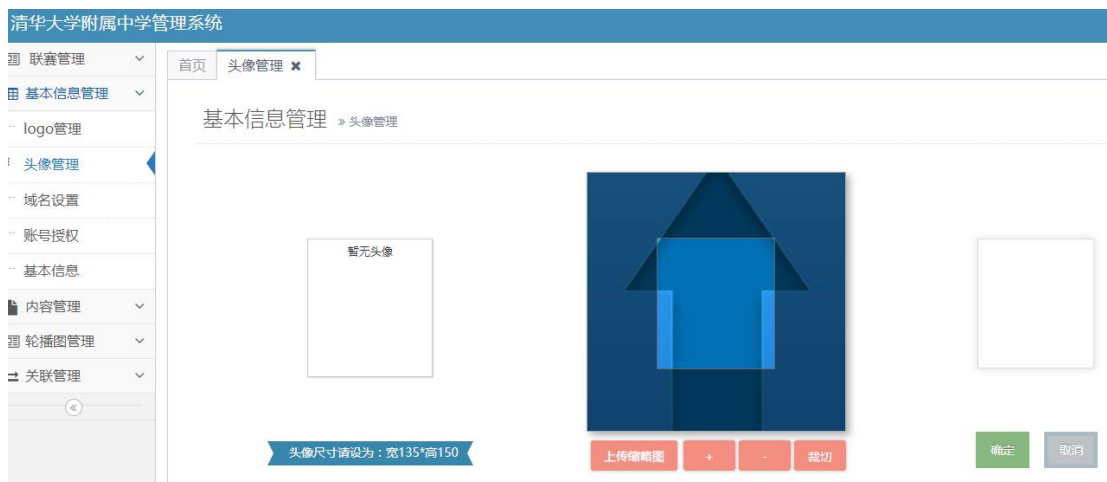 清华大学附属中学管理系统
联赛管理
首页 头像管理 ✖
基本信息管理
基本信息管理 » 头像管理
logo管理
头像管理
域名设置
账号授权
暂无头像
基本信息
内容管理
轮播图管理
关联管理
«
头像尺寸请设为：宽135*高150
上传缩略图 + - 裁切
确定 取消